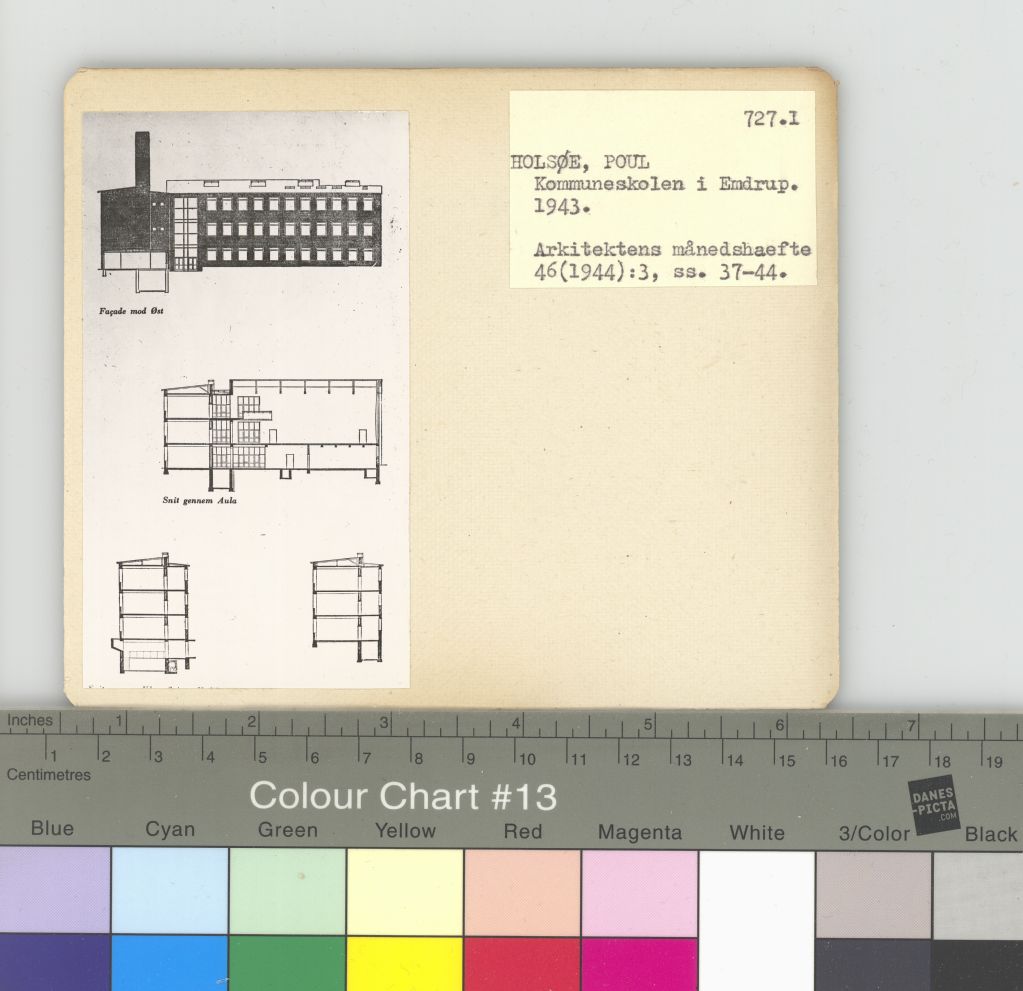 727.1
HOLSØE, POUL
Kommuneskolen i Emdrup.
1943.
Arkitektens månedshaefte
46(1944):3, ss. 37-44.
Façade mod Øst
Snit gennem Aula
Inches 1 2 3 4 5 6 7
1 2 3 4 5 6 7 8 9 10 11 12 13 14 15 16 17 18 19
Centimetres
Colour Chart #13
DANES
-PICTA
.COM
Blue Cyan Green Yellow Red Magenta White 3/Color Black